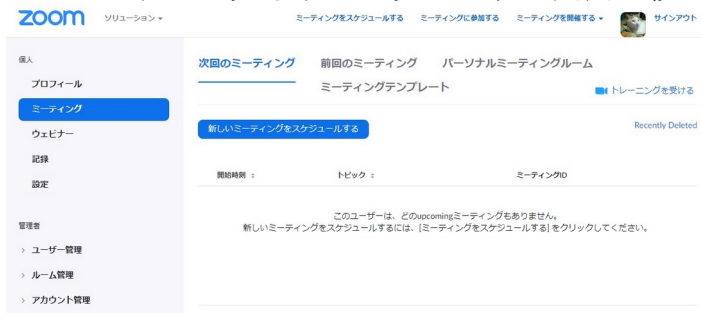 zoom ソリューション ミーティングをスケジュールする ミーティングに参加する ミーティングを開催する サインアウト
個人
プロフィール
ミーティング
ウェビナー
記録
設定
管理者
ユーザー管理
ルーム管理
アカウント管理
次回のミーティング 前回のミーティング パーソナルミーティングルーム
ミーティングテンプレート
トレーニングを受ける
新しいミーティングをスケジュールする Recently Deleted
開始時刻 トピック ミーティングID
このユーザーは、どのupcomingミーティングもありません。
新しいミーティングをスケジュールするには、[ミーティングをスケジュールする] をクリックしてください。